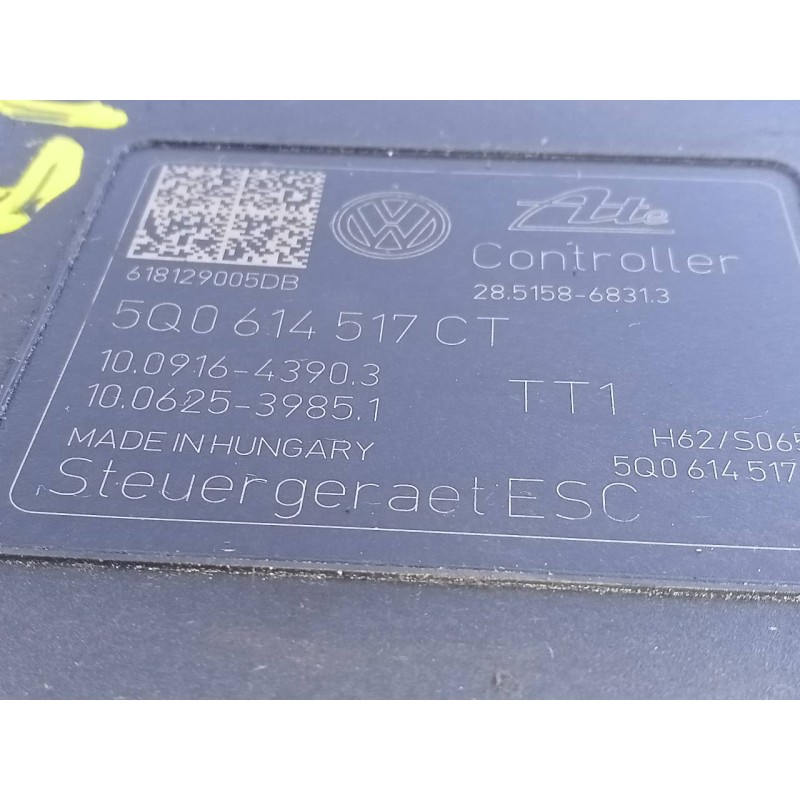 Ate
Controller
618129005DB
28.5158-6831.3
5Q0 614 517 CT
10.0916-4390.3
10.0625-3985.1
TT1
MADE IN HUNGARY
H62/S065
5Q0 614 517
Steuergeraet ESC